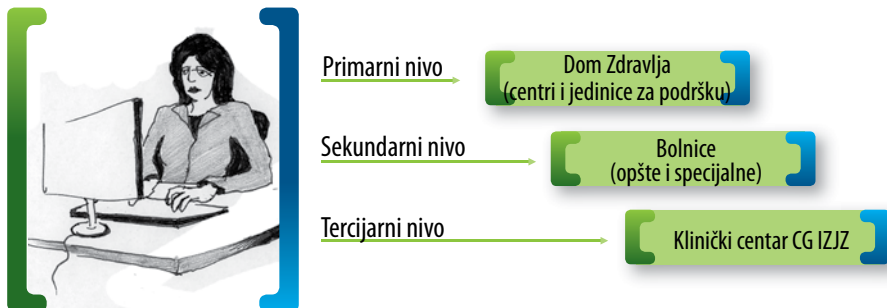 Primarni nivo
Dom Zdravlja
(centri i jedinice za podršku)
Sekundarni nivo
Bolnice
(opšte i specijalne)
Tercijarni nivo
Klinički centar CG IZJZ